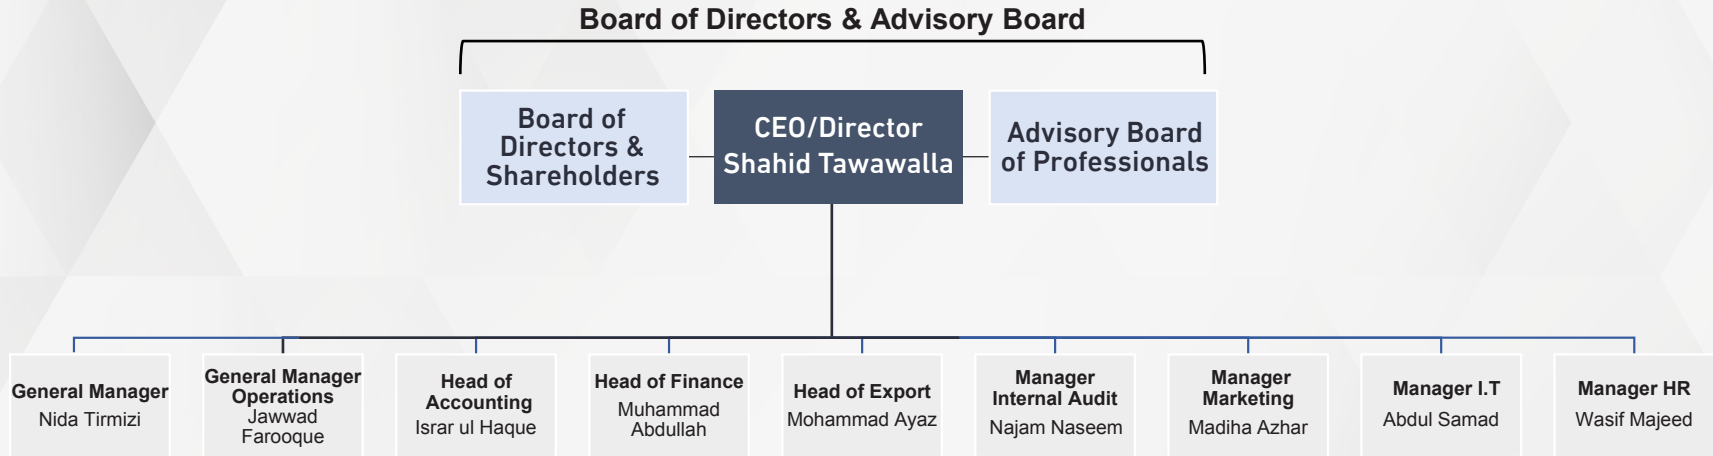 Board of Directors & Advisory Board
Board of
Directors &
Shareholders
CEO/Director
Shahid Tawawalla
Advisory Board
of Professionals
General Manager
Nida Tirmizi
General Manager
Operations
Jawwad
Farooque
Head of
Accounting
Israr ul Haque
Head of Finance
Muhammad
Abdullah
Head of Export
Mohammad Ayaz
Manager
Internal Audit
Najam Naseem
Manager
Marketing
Madiha Azhar
Manager I.T
Abdul Samad
Manager HR
Wasif Majeed